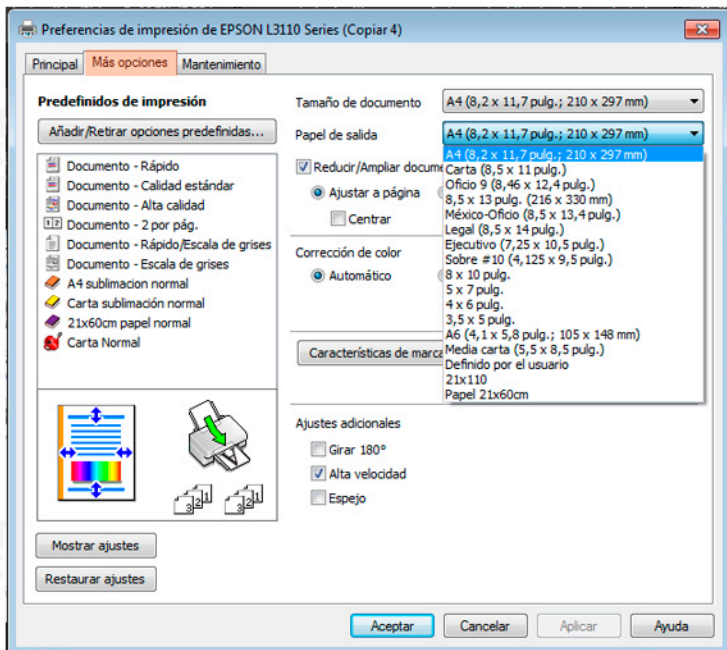 Preferencias de impresión de EPSON L3110 Series (Copiar 4)
Principal
Más opciones
Mantenimiento
Predefinidos de impresión
Añadir/Retirar opciones predefinidas...
Documento - Rápido
Documento - Calidad estándar
Documento - Alta calidad
Documento - 2 por pág.
Documento - Rápido/Escala de grises
Documento - Escala de grises
A4 sublimacion normal
Carta sublimación normal
21x60cm papel normal
Carta Normal
321
321
Mostrar ajustes
Restaurar ajustes
Tamaño de documento
A4 (8,2 x 11,7 pulg.; 210 x 297 mm)
Papel de salida
A4 (8,2 x 11,7 pulg.; 210 x 297 mm)
A4 (8,2 x 11,7 pulg.; 210 x 297 mm)
Carta (8,5 x 11 pulg.)
Oficio 9 (8,46 x 12,4 pulg.)
8,5 x 13 pulg. (216 x 330 mm)
México-Oficio (8,5 x 13,4 pulg.)
Legal (8,5 x 14 pulg.)
Ejecutivo (7,25 x 10,5 pulg.)
Sobre #10 (4,125 x 9,5 pulg.)
8 x 10 pulg.
5 x 7 pulg.
4 x 6 pulg.
3,5 x 5 pulg.
A6 (4,1 x 5,8 pulg.; 105 x 148 mm)
Media carta (5,5 x 8,5 pulg.)
Definido por el usuario
21x110
Papel 21x60cm
Reducir/Ampliar docume
Ajustar a página
Centrar
Corrección de color
Automático
Características de marca
Ajustes adicionales
Girar 180°
Alta velocidad
Espejo
Aceptar
Cancelar
Aplicar
Ayuda